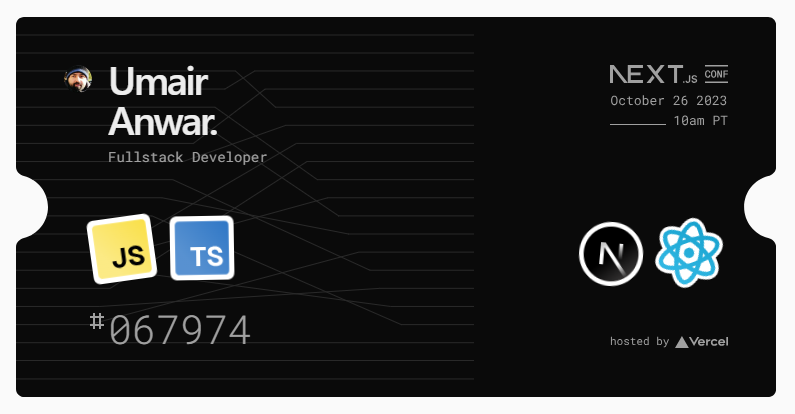 Umair
Anwar.
Fullstack Developer
JS
TS
#067974
NEXT.JS CONF
October 26 2023
10am PT
N
hosted by Vercel